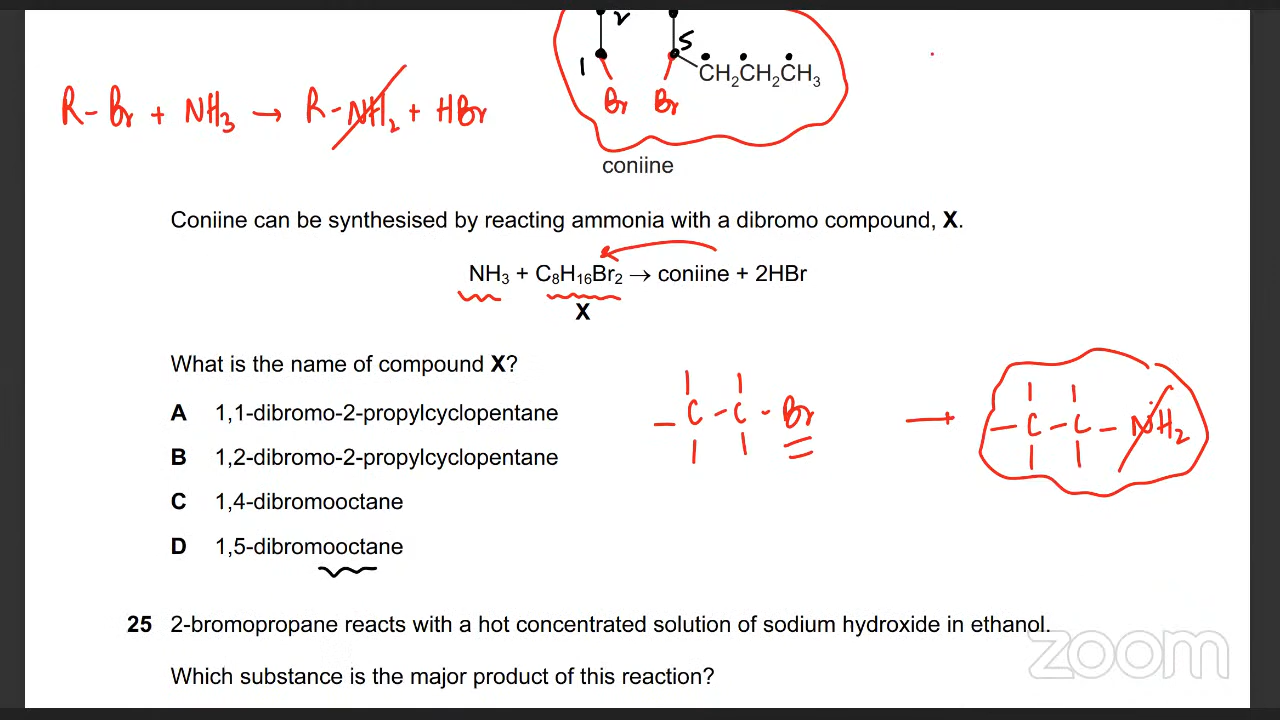 2
5
1
CH2CH2CH3
Br Br
R - Br + NH3 → R - NH2 + HBr
coniine
Coniine can be synthesised by reacting ammonia with a dibromo compound, X.
NH3 + C8H16Br2 → coniine + 2HBr
X
What is the name of compound X?
A 1,1-dibromo-2-propylcyclopentane
B 1,2-dibromo-2-propylcyclopentane
C 1,4-dibromooctane
D 1,5-dibromooctane
- C - C - Br → - C - C - NH2
25 2-bromopropane reacts with a hot concentrated solution of sodium hydroxide in ethanol.
Which substance is the major product of this reaction?
zoom